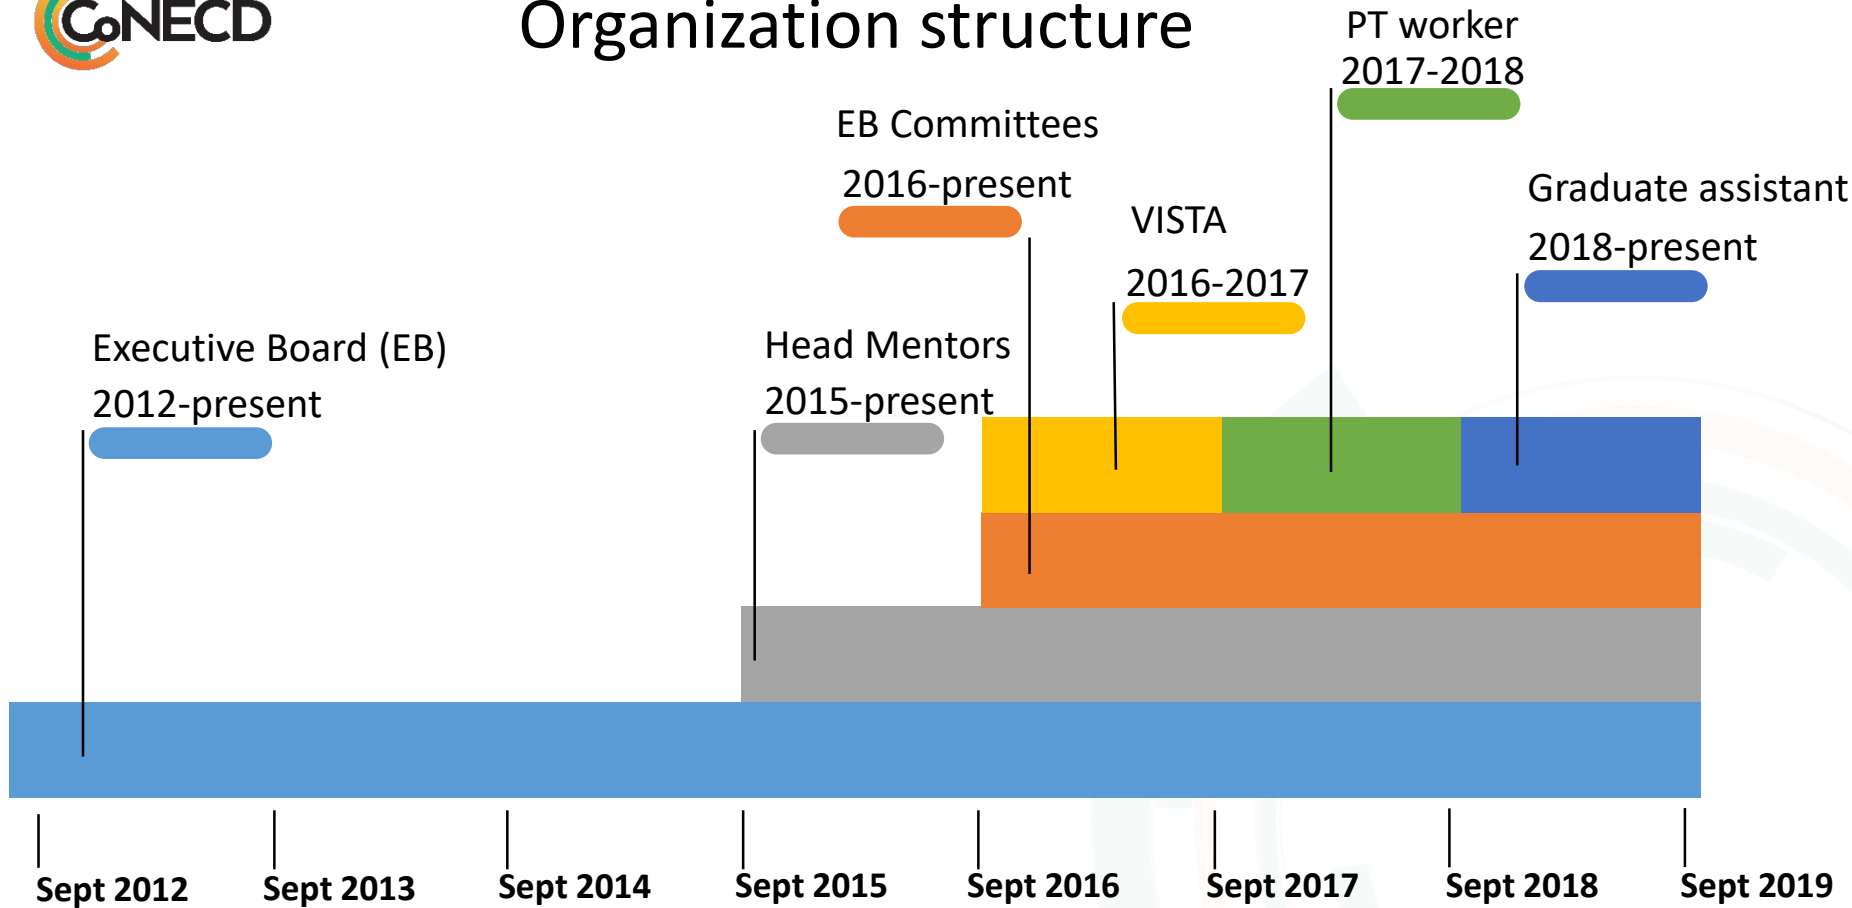 CoNECD
Organization structure
PT worker
2017-2018
EB Committees
2016-present
Graduate assistant
2018-present
VISTA
2016-2017
Executive Board (EB)
2012-present
Head Mentors
2015-present
Sept 2012
Sept 2013
Sept 2014
Sept 2015
Sept 2016
Sept 2017
Sept 2018
Sept 2019